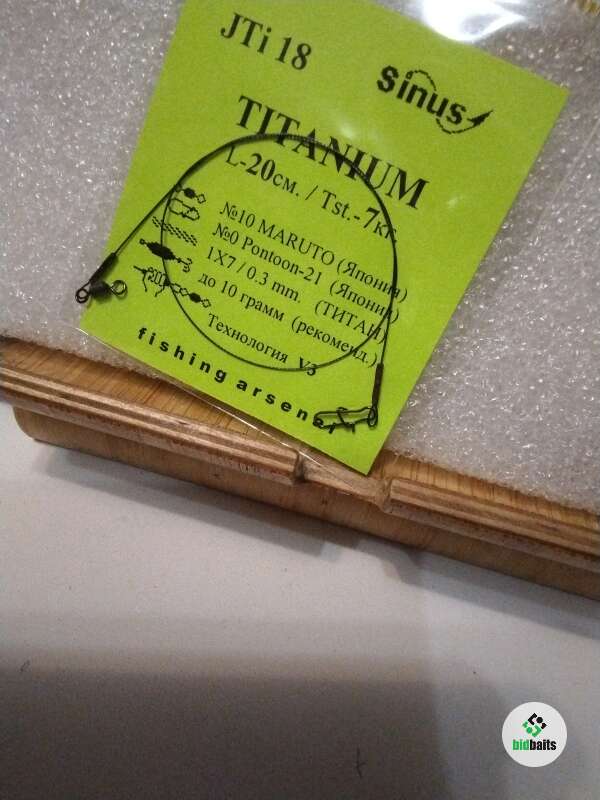 JTi 18
Sinus
TITANIUM
L-20см. / Tst.-7кг.
№10 MARUTO (Япония)
№0 Pontoon-21 (Япония)
1X7 / 0.3 mm. (ТИТАН)
до 10 грамм (рекоменд.)
Технология V3
fishing arsenel
bidbaits